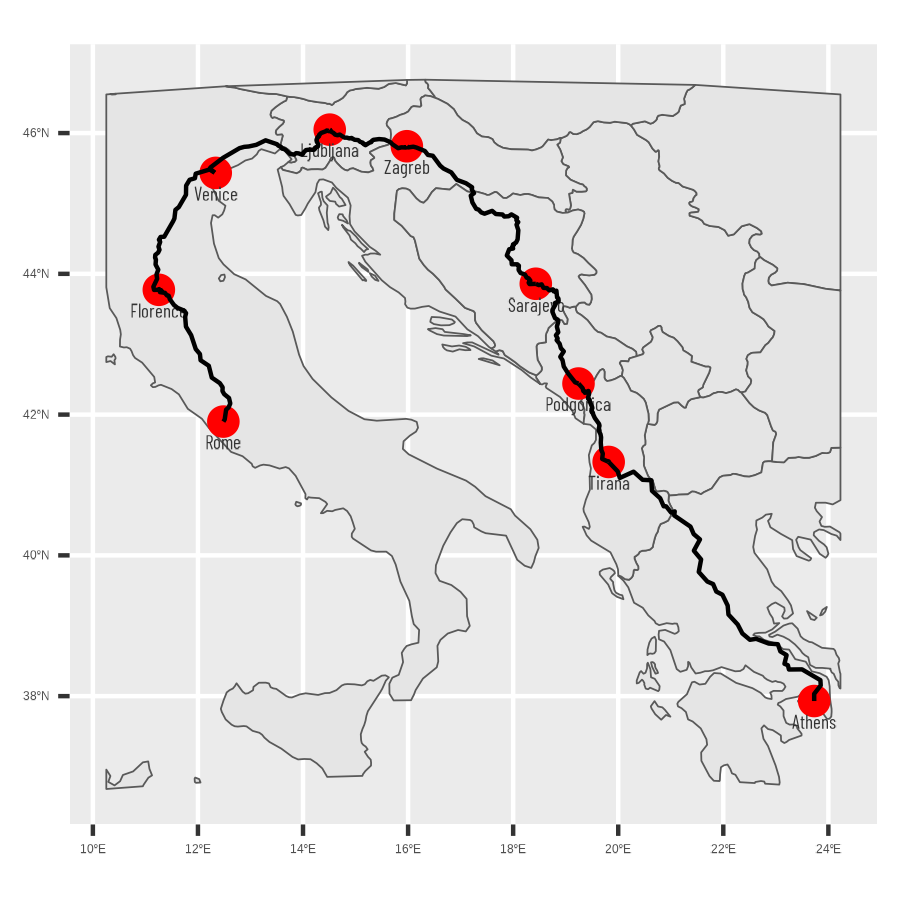 46°N
Ljubljana
Zagreb
Venice
44°N
Sarajevo
Florence
42°N
Podgorica
Rome
Tirana
40°N
38°N
Athens
10°E 12°E 14°E 16°E 18°E 20°E 22°E 24°E